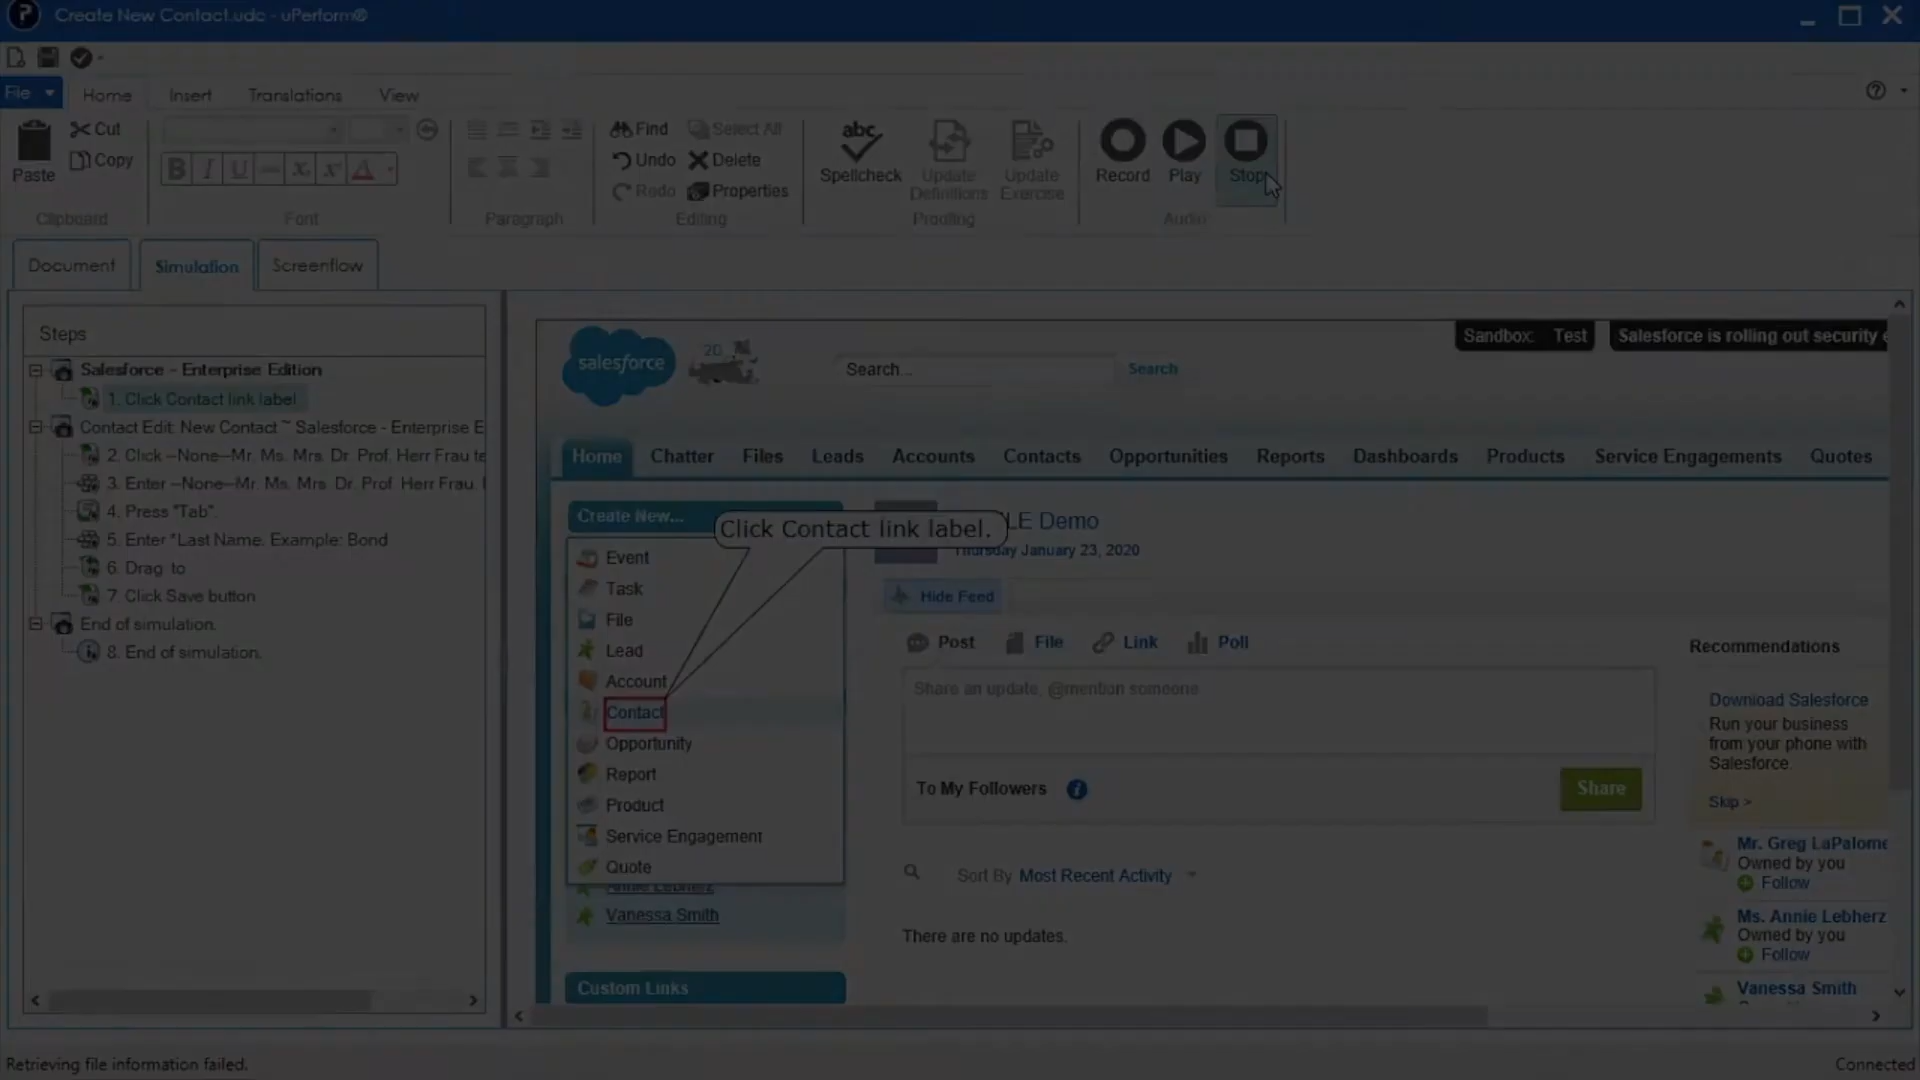 Create New Contact.udc - uPerform®
File
Home
Insert
Translations
View
Paste
Cut
Copy
Clipboard
B I U
Font
Paragraph
Find
Select All
Undo
Delete
Redo
Properties
Editing
abc
Spellcheck
Update Definitions
Update Exercise
Proofing
Record
Play
Stop
Audio
Document
Simulation
Screenflow
Steps
Salesforce - Enterprise Edition
1. Click Contact link label
Contact Edit: New Contact ~ Salesforce - Enterprise E
2. Click --None--Mr. Ms. Mrs. Dr. Prof. Herr Frau te
3. Enter --None--Mr. Ms. Mrs. Dr. Prof. Herr Frau.
4. Press "Tab".
5. Enter *Last Name. Example: Bond
6. Drag to
7. Click Save button
End of simulation.
8. End of simulation.
salesforce
20
Search...
Search
Sandbox: Test
Salesforce is rolling out security
Home
Chatter
Files
Leads
Accounts
Contacts
Opportunities
Reports
Dashboards
Products
Service Engagements
Quotes
Create New...
Click Contact link label.
LE Demo
Thursday January 23, 2020
Event
Task
File
Lead
Account
Contact
Opportunity
Report
Product
Service Engagement
Quote
Annie Lebherz
Vanessa Smith
Custom Links
Hide Feed
Post
File
Link
Poll
Share an update, @mention someone
To My Followers
Share
Sort By Most Recent Activity
There are no updates.
Recommendations
Download Salesforce
Run your business
from your phone with
Salesforce
Skip >
Mr. Greg LaPalome
Owned by you
Follow
Ms. Annie Lebherz
Owned by you
Follow
Vanessa Smith
Retrieving file information failed.
Connected